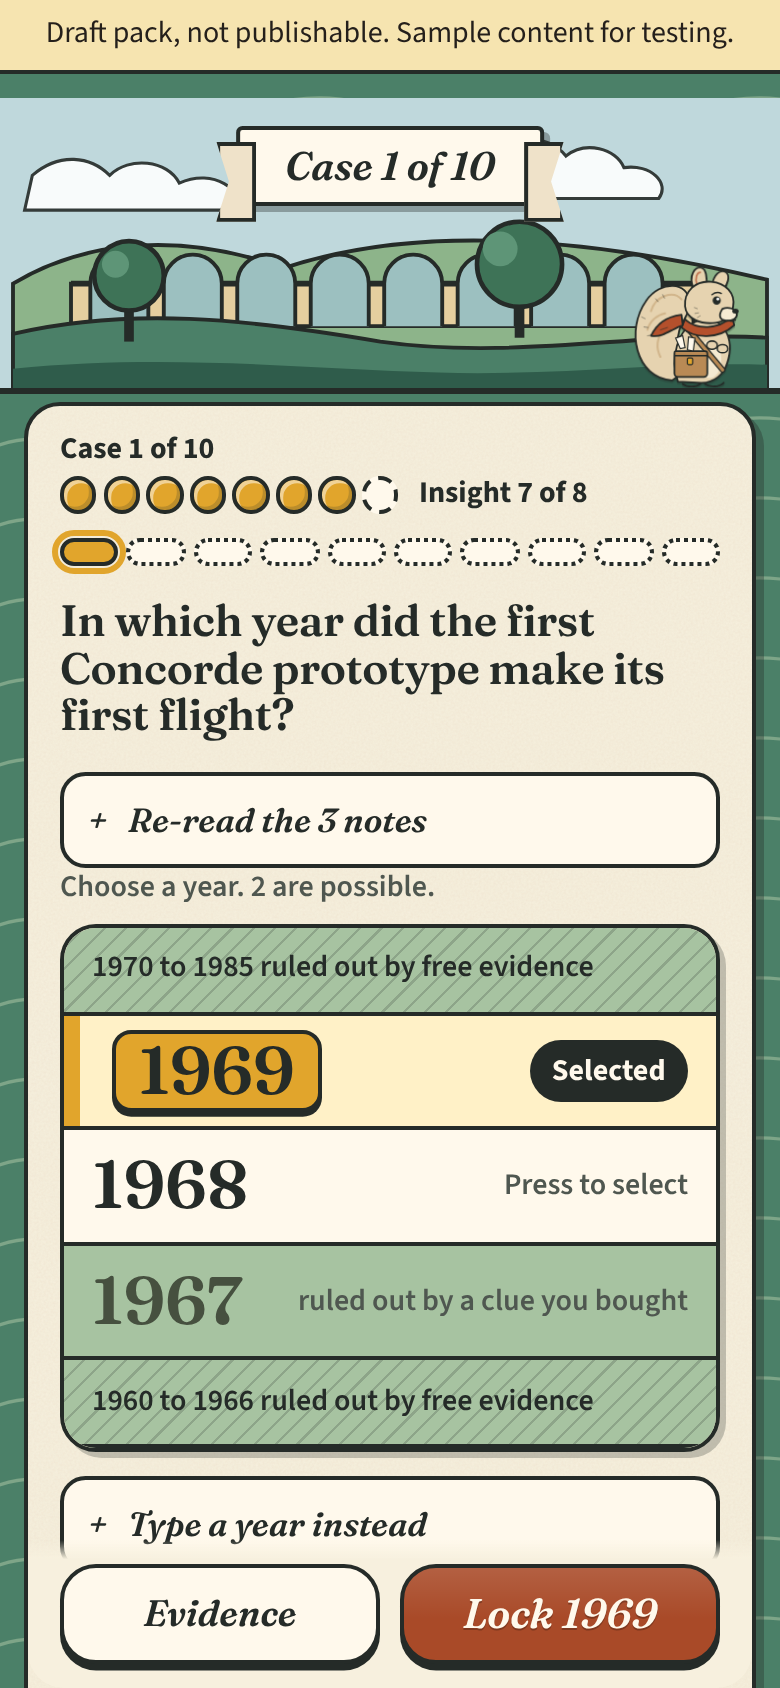 Draft pack, not publishable. Sample content for testing.
Case 1 of 10
Case 1 of 10
Insight 7 of 8
In which year did the first
Concorde prototype make its
first flight?
+ Re-read the 3 notes
Choose a year. 2 are possible.
1970 to 1985 ruled out by free evidence
1969 Selected
1968 Press to select
1967 ruled out by a clue you bought
1960 to 1966 ruled out by free evidence
+ Type a year instead
Evidence Lock 1969